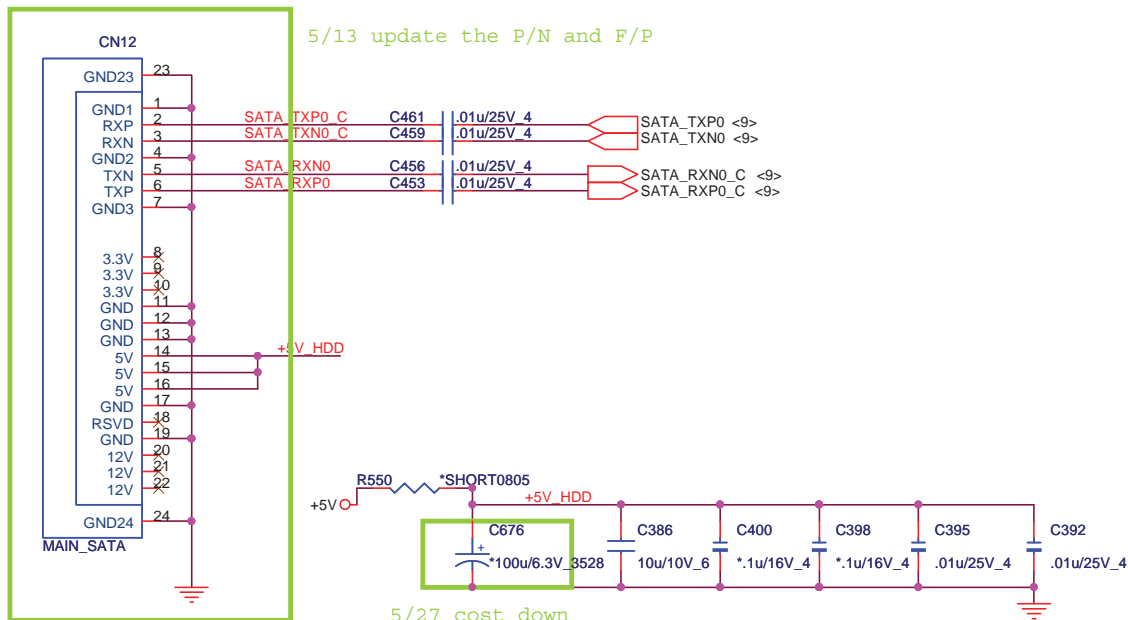 5/13 update the P/N and F/P
CN12
GND23 23
GND1 1
RXP 2 SATA_TXP0_C C461 .01u/25V_4 SATA_TXP0 <9>
RXN 3 SATA_TXN0_C C459 .01u/25V_4 SATA_TXN0 <9>
GND2 4
TXN 5 SATA_RXN0 C456 .01u/25V_4 SATA_RXN0_C <9>
TXP 6 SATA_RXP0 C453 .01u/25V_4 SATA_RXP0_C <9>
GND3 7
3.3V 8
3.3V 9
3.3V 10
GND 11
GND 12
GND 13
5V 14 +5V_HDD
5V 15
5V 16
GND 17
RSVD 18
GND 19
12V 20
12V 21
12V 22
GND24 24
MAIN_SATA
R550 *SHORT0805
+5V +5V_HDD
C676 C386 C400 C398 C395 C392
*100u/6.3V_3528 10u/10V_6 *.1u/16V_4 *.1u/16V_4 .01u/25V_4 .01u/25V_4
5/27 cost down